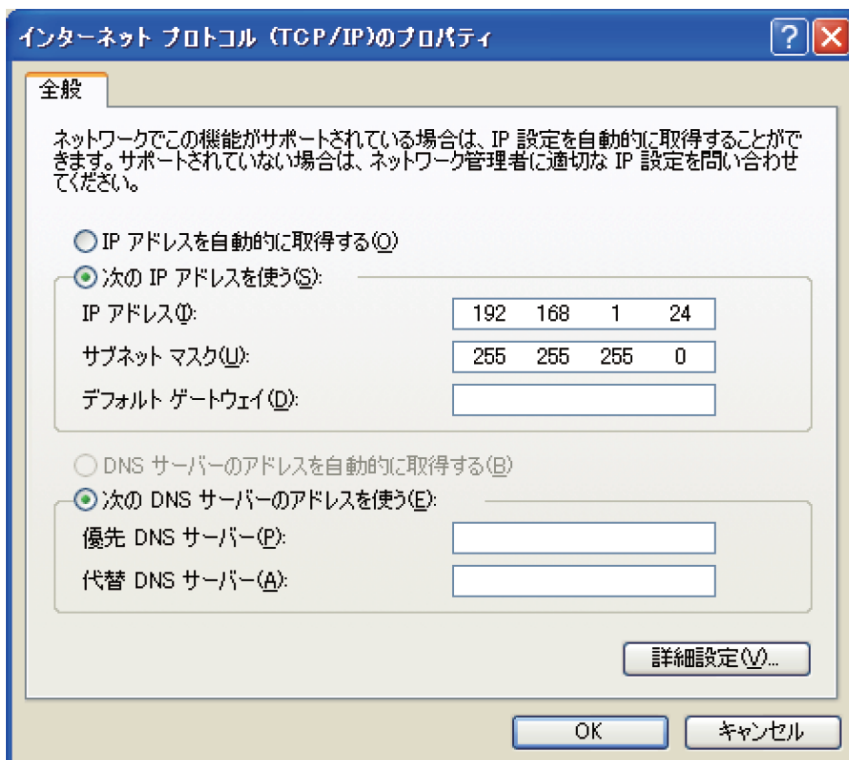 インターネット プロトコル (TCP/IP)のプロパティ
全般
ネットワークでこの機能がサポートされている場合は、IP 設定を自動的に取得することがで
きます。サポートされていない場合は、ネットワーク管理者に適切な IP 設定を問い合わせ
てください。
IP アドレスを自動的に取得する(O)
次の IP アドレスを使う(S):
IP アドレス(I): 192 168 1 24
サブネット マスク(U): 255 255 255 0
デフォルト ゲートウェイ(D):
DNS サーバーのアドレスを自動的に取得する(B)
次の DNS サーバーのアドレスを使う(E):
優先 DNS サーバー(P):
代替 DNS サーバー(A):
詳細設定(V)...
OK キャンセル